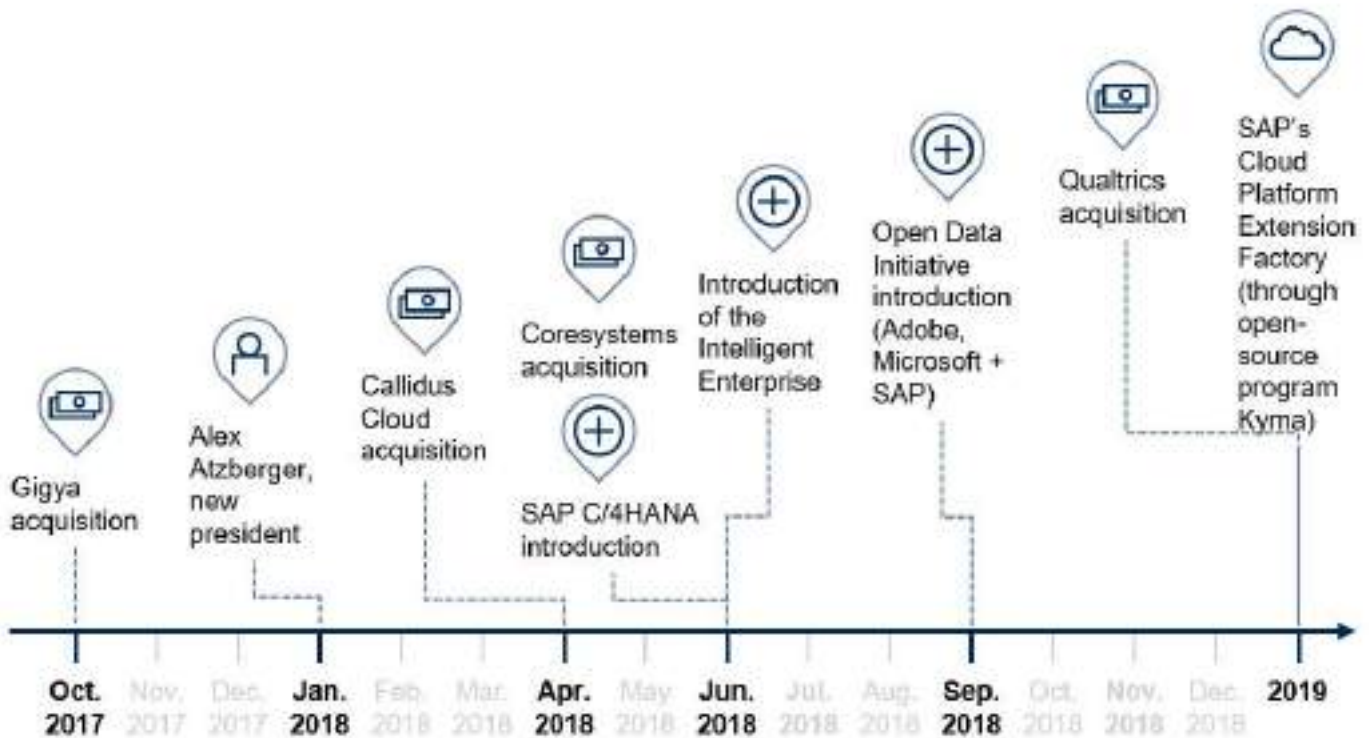 Gigya
acquisition
Alex
Atzberger,
new
president
Callidus
Cloud
acquisition
Coresystems
acquisition
SAP C/4HANA
introduction
Introduction
of the
Intelligent
Enterprise
Open Data
Initiative
introduction
(Adobe,
Microsoft +
SAP)
Qualtrics
acquisition
SAP's
Cloud
Platform
Extension
Factory
(through
open-
source
program
Kyma)
Oct. Nov. Dec. Jan. Feb. Mar. Apr. May Jun. Jul. Aug. Sep. Oct. Nov. Dec. 2019
2017 2017 2017 2018 2018 2018 2018 2018 2018 2018 2018 2018 2018 2018 2018